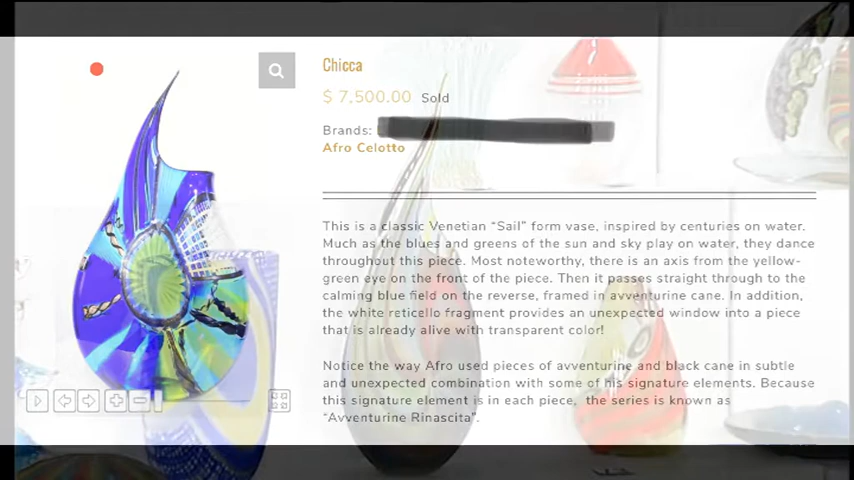 Chicca
$ 7,500.00 Sold
Brands:
Afro Celotto
This is a classic Venetian “Sail” form vase, inspired by centuries on water.
Much as the blues and greens of the sun and sky play on water, they dance
throughout this piece. Most noteworthy, there is an axis from the yellow-
green eye on the front of the piece. Then it passes straight through to the
calming blue field on the reverse, framed in avventurine cane. In addition,
the white reticello fragment provides an unexpected window into a piece
that is already alive with transparent color!
Notice the way Afro used pieces of avventurine and black cane in subtle
and unexpected combination with some of his signature elements. Because
this signature element is in each piece, the series is known as
“Avventurine Rinascita”.